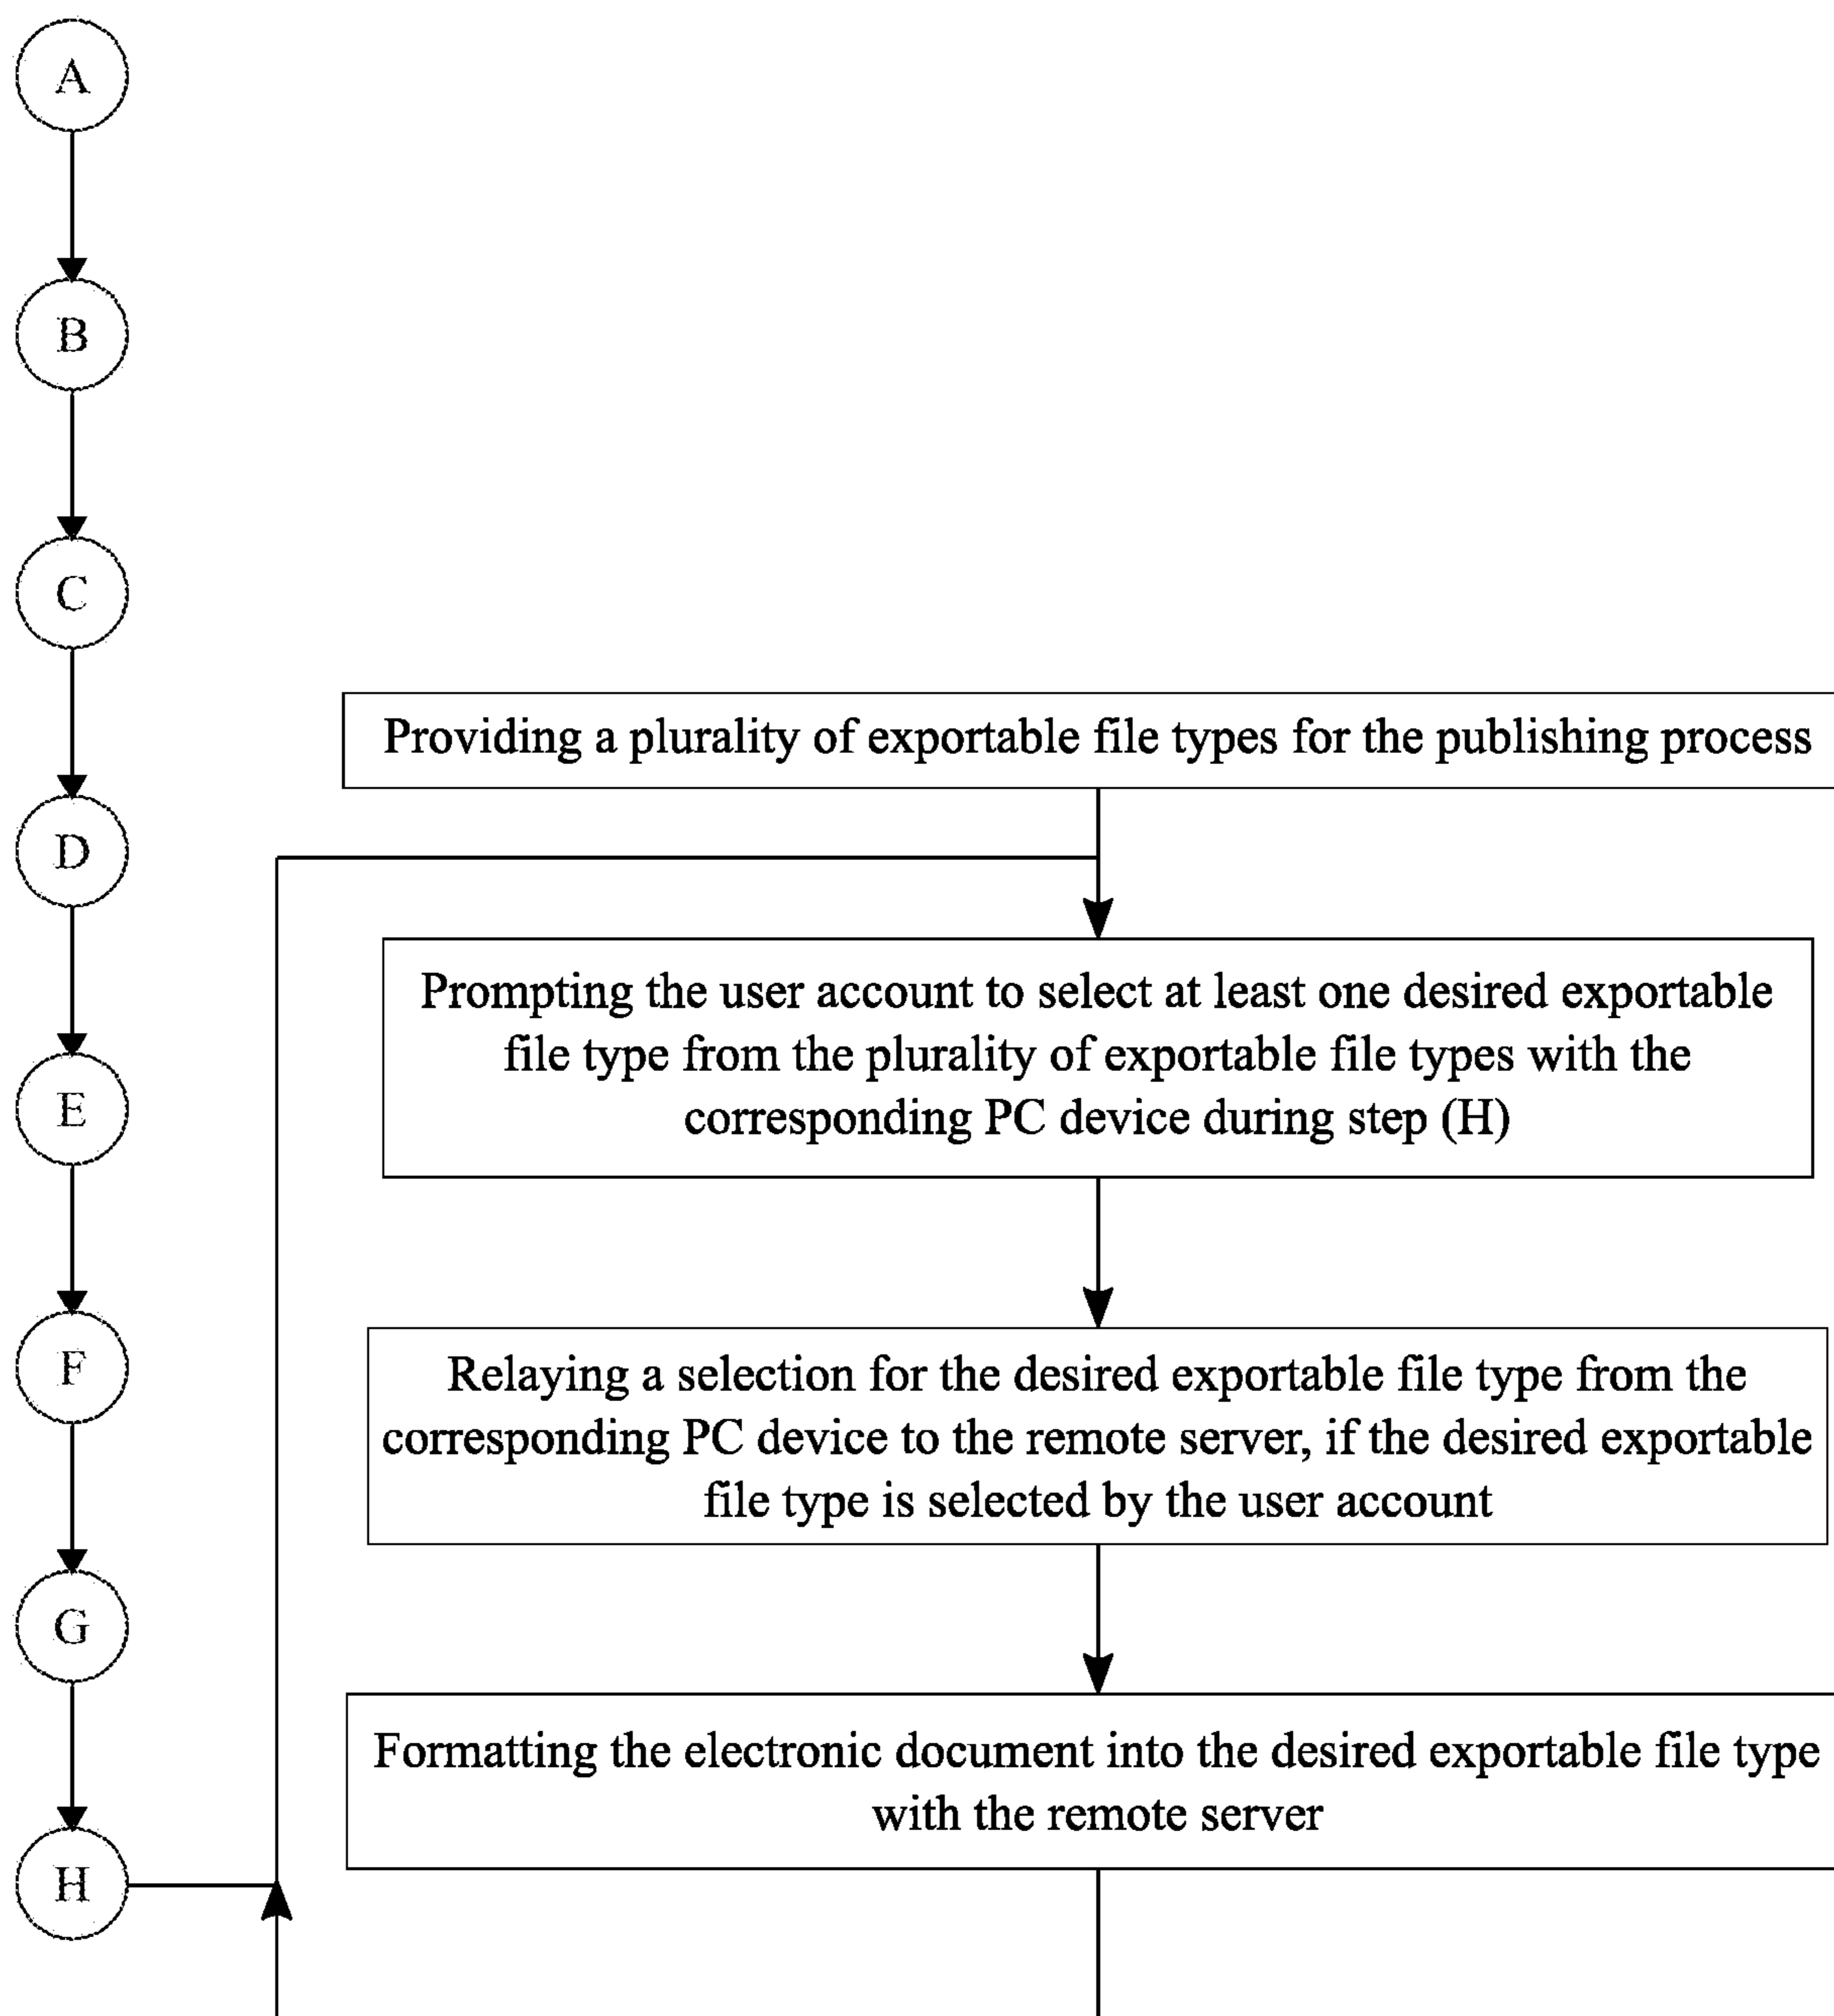 A
B
C
D
E
F
G
H
Providing a plurality of exportable file types for the publishing process
Prompting the user account to select at least one desired exportable
file type from the plurality of exportable file types with the
corresponding PC device during step (H)
Relaying a selection for the desired exportable file type from the
corresponding PC device to the remote server, if the desired exportable
file type is selected by the user account
Formatting the electronic document into the desired exportable file type
with the remote server